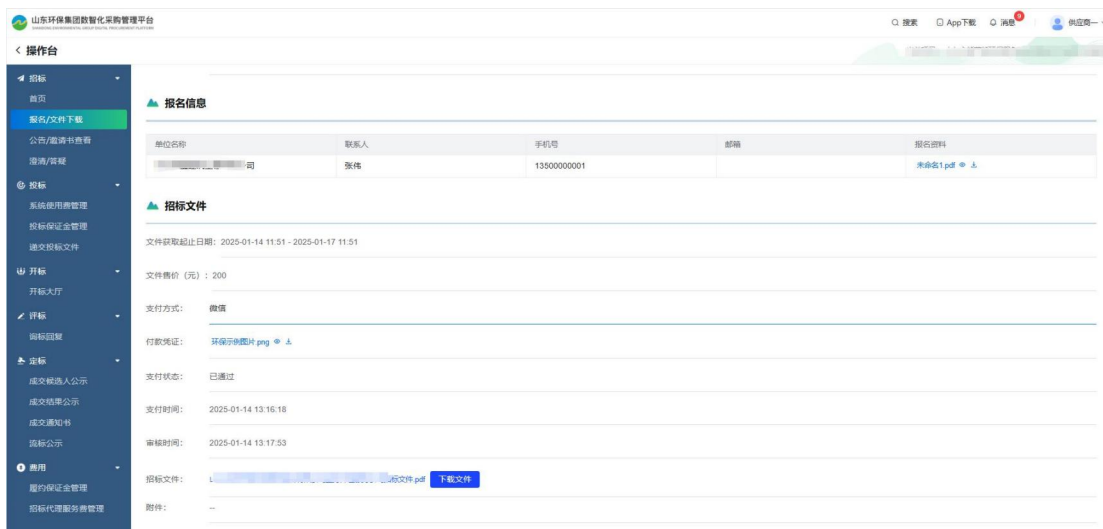 山东环保集团数智化采购管理平台
搜索 App下载 消息 9 供应商一
操作台
招标
首页
报名/文件下载
公告/邀请书查看
澄清/答疑
投标
系统使用费管理
投标保证金管理
递交投标文件
开标
开标大厅
评标
询标回复
定标
成交候选人公示
成交结果公示
成交通知书
流标公示
费用
履约保证金管理
招标代理服务费管理
报名信息
单位名称 联系人 手机号 邮箱 报名资料
司 张伟 13500000001 未命名1.pdf
招标文件
文件获取起止日期: 2025-01-14 11:51 - 2025-01-17 11:51
文件售价（元）: 200
支付方式: 微信
付款凭证: 环保示例图片.png
支付状态: 已通过
支付时间: 2025-01-14 13:16:18
审核时间: 2025-01-14 13:17:53
招标文件: 招标文件.pdf 下载文件
附件: --